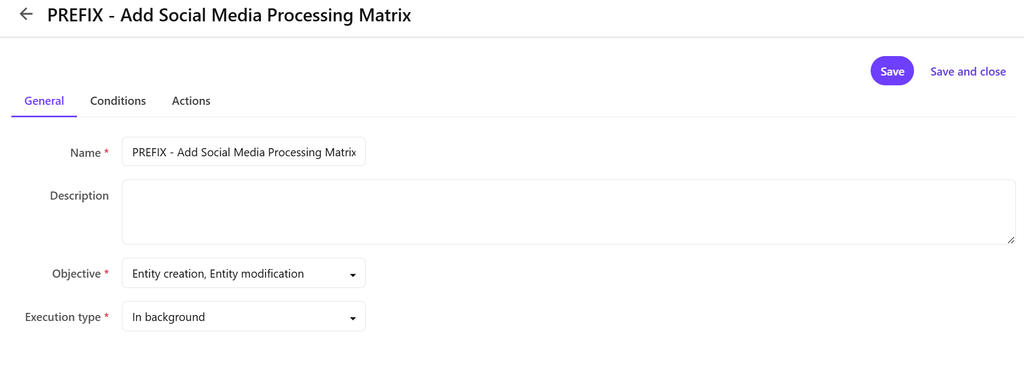 PREFIX - Add Social Media Processing Matrix
Save
Save and close
General
Conditions
Actions
Name *
PREFIX - Add Social Media Processing Matrix
Description
Objective *
Entity creation, Entity modification
Execution type *
In background